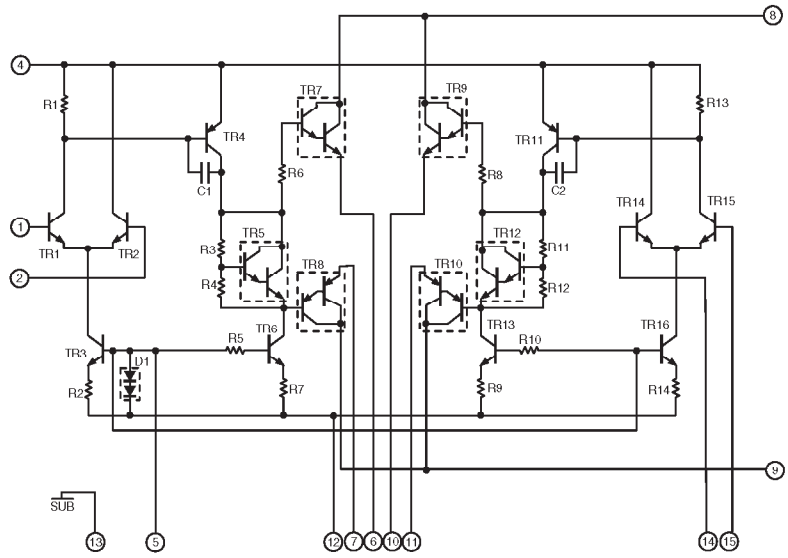 8
4
TR7
TR9
R1
R13
TR4
TR11
C1
C2
R6
R8
TR14
TR15
1
TR1
TR2
R3
TR5
TR12
R11
2
R4
TR8
TR10
R12
TR3
D1
R5
TR6
TR13
R10
TR16
R2
R7
R9
R14
9
SUB
13
5
12
7
6
10
11
14
15